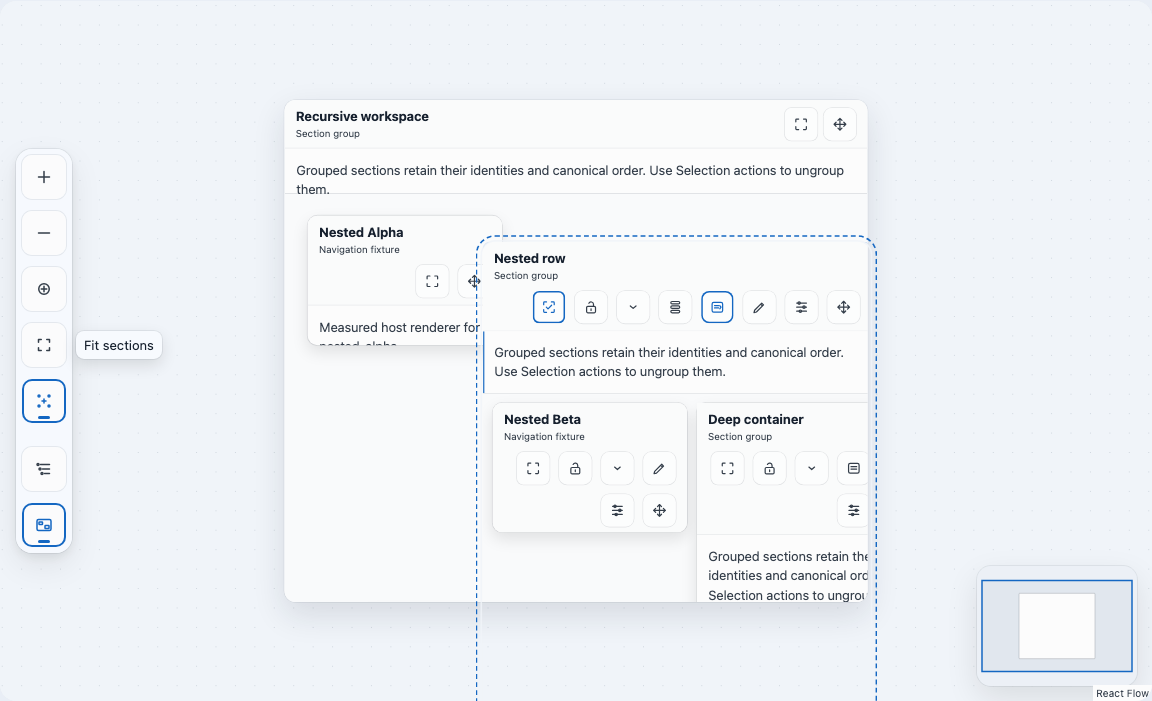 Recursive workspace
Section group
Grouped sections retain their identities and canonical order. Use Selection actions to ungroup
them.
Nested Alpha
Navigation fixture
Measured host renderer for
nested-alpha
Nested row
Section group
Grouped sections retain their identities and canonical order.
Use Selection actions to ungroup them.
Nested Beta
Navigation fixture
Deep container
Section group
Grouped sections retain the
identities and canonical ord
Selection actions to ungrou
Fit sections
React Flow